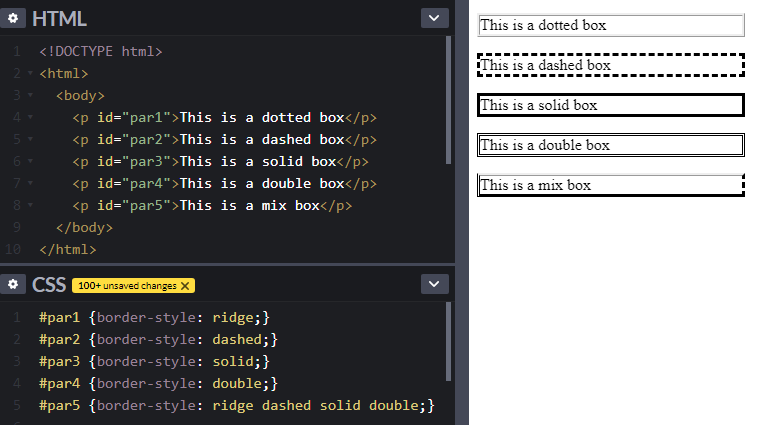 HTML
1 <!DOCTYPE html>
2 <html>
3 <body>
4 <p id="par1">This is a dotted box</p>
5 <p id="par2">This is a dashed box</p>
6 <p id="par3">This is a solid box</p>
7 <p id="par4">This is a double box</p>
8 <p id="par5">This is a mix box</p>
9 </body>
10 </html>
CSS 100+ unsaved changes X
1 #par1 {border-style: ridge;}
2 #par2 {border-style: dashed;}
3 #par3 {border-style: solid;}
4 #par4 {border-style: double;}
5 #par5 {border-style: ridge dashed solid double;}
This is a dotted box
This is a dashed box
This is a solid box
This is a double box
This is a mix box